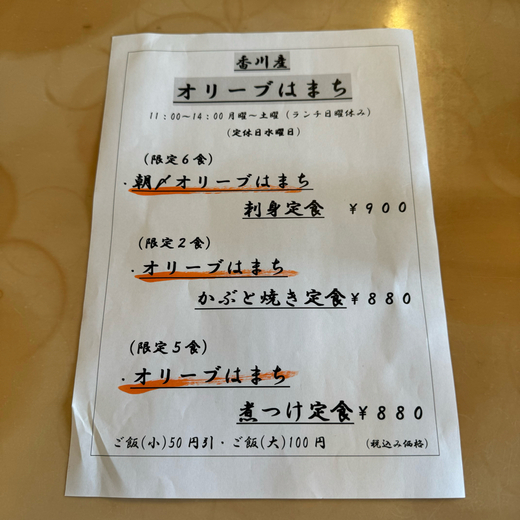 香川産
オリーブはまち
11：00～14：00月曜～土曜（ランチ日曜休み）
(定休日水曜日)
(限定6食)
・朝〆オリーブはまち
刺身定食 ￥900
(限定2食)
・オリーブはまち
かぶと焼き定食￥880
(限定5食)
・オリーブはまち
煮つけ定食￥880
ご飯(小)50円引・ご飯(大)100円 (税込み価格)